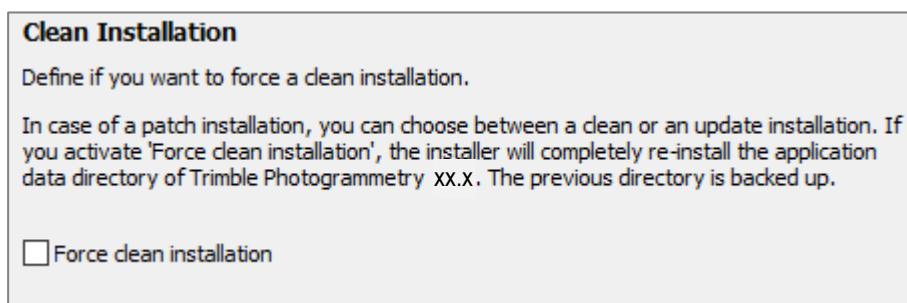 Clean Installation
Define if you want to force a clean installation.
In case of a patch installation, you can choose between a clean or an update installation. If
you activate 'Force clean installation', the installer will completely re-install the application
data directory of Trimble Photogrammetry xx.x. The previous directory is backed up.
Force clean installation